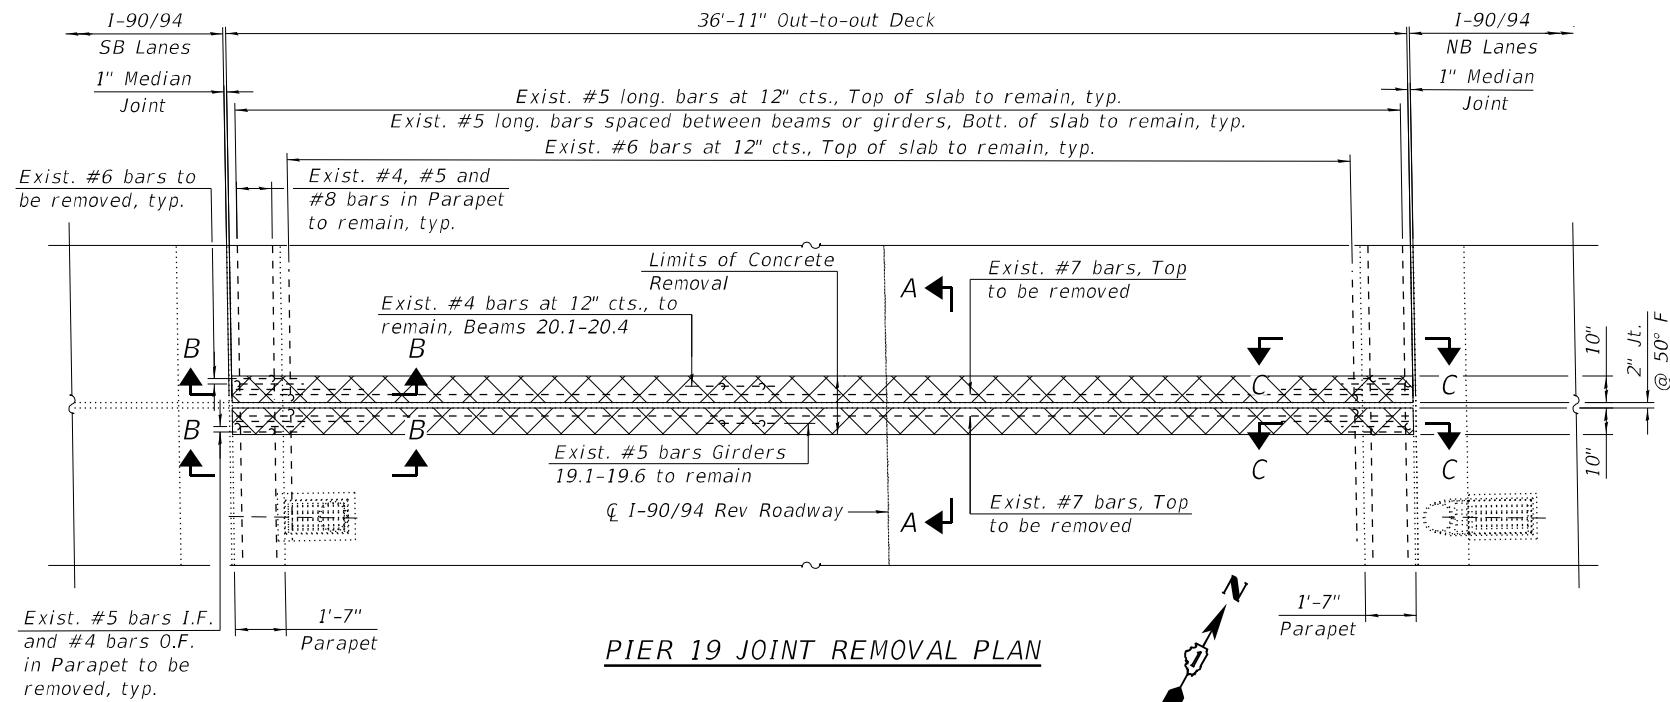 I-90/94
SB Lanes
36'-11" Out-to-out Deck
I-90/94
NB Lanes
1" Median
Joint
1" Median
Joint
Exist. #5 long. bars at 12" cts., Top of slab to remain, typ.
Exist. #5 long. bars spaced between beams or girders, Bott. of slab to remain, typ.
Exist. #6 bars at 12" cts., Top of slab to remain, typ.
Exist. #6 bars to
be removed, typ.
Exist. #4, #5 and
#8 bars in Parapet
to remain, typ.
Limits of Concrete
Removal
Exist. #4 bars at 12" cts., to
remain, Beams 20.1-20.4
A
Exist. #7 bars, Top
to be removed
B
B
C
C
10"
2" Jt.
@ 50° F
B
B
C
C
10"
Exist. #5 bars Girders
19.1-19.6 to remain
℄ I-90/94 Rev Roadway
A
Exist. #7 bars, Top
to be removed
Exist. #5 bars I.F.
and #4 bars O.F.
in Parapet to be
removed, typ.
1'-7"
Parapet
1'-7"
Parapet
PIER 19 JOINT REMOVAL PLAN
N
1